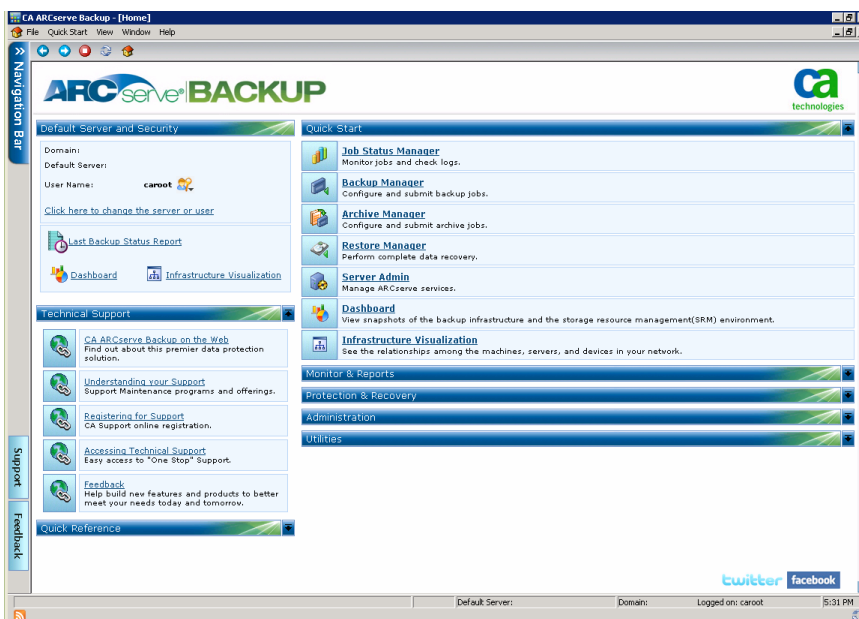 CA ARCserve Backup - [Home]
File Quick Start View Window Help
Navigation Bar
ARCserve® BACKUP
ca
technologies
Default Server and Security
Domain:
Default Server:
User Name: caroot
Click here to change the server or user
Last Backup Status Report
Dashboard Infrastructure Visualization
Technical Support
CA ARCserve Backup on the Web
Find out about this premier data protection
solution.
Understanding your Support
Support Maintenance programs and offerings.
Registering for Support
CA Support online registration.
Accessing Technical Support
Easy access to "One Stop" Support.
Feedback
Help build new features and products to better
meet your needs today and tomorrow.
Quick Reference
Quick Start
Job Status Manager
Monitor jobs and check logs.
Backup Manager
Configure and submit backup jobs.
Archive Manager
Configure and submit archive jobs.
Restore Manager
Perform complete data recovery.
Server Admin
Manage ARCserve services.
Dashboard
View snapshots of the backup infrastructure and the storage resource management(SRM) environment.
Infrastructure Visualization
See the relationships among the machines, servers, and devices in your network.
Monitor & Reports
Protection & Recovery
Administration
Utilities
Support
Feedback
twitter facebook
Default Server: Domain: Logged on: caroot 5:31 PM